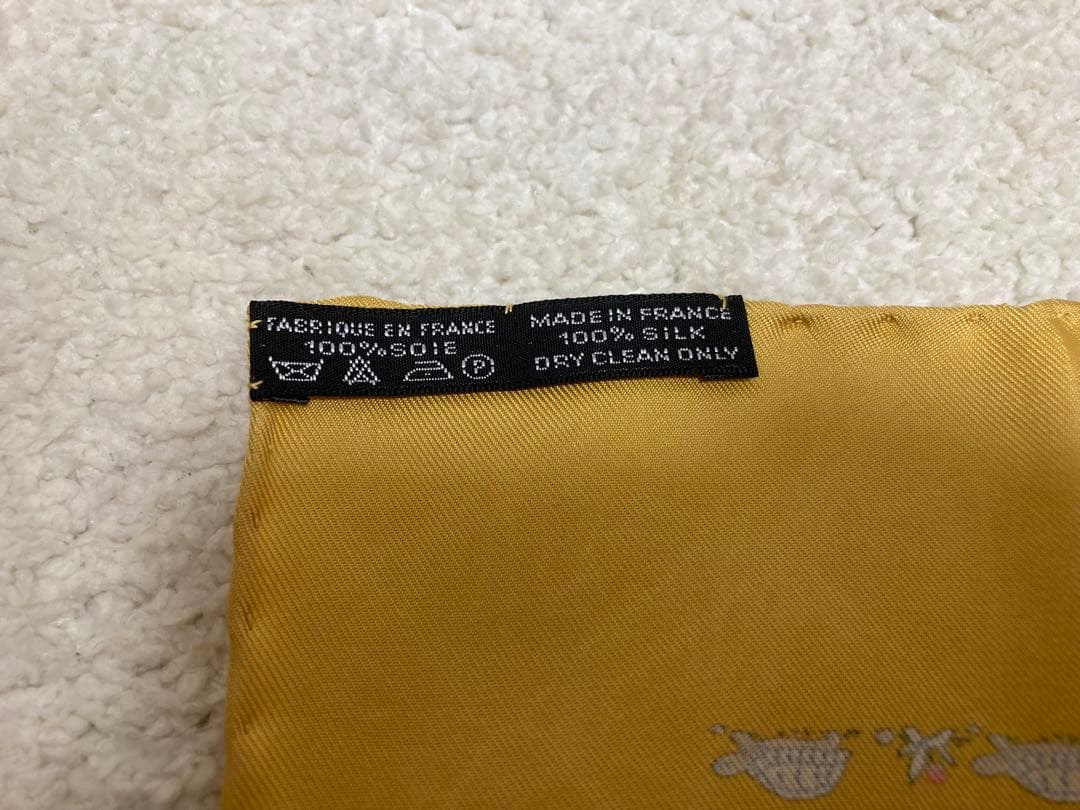 FABRIQUE EN FRANCE
100% SOIE
P
MADE IN FRANCE
100% SILK
DRY CLEAN ONLY